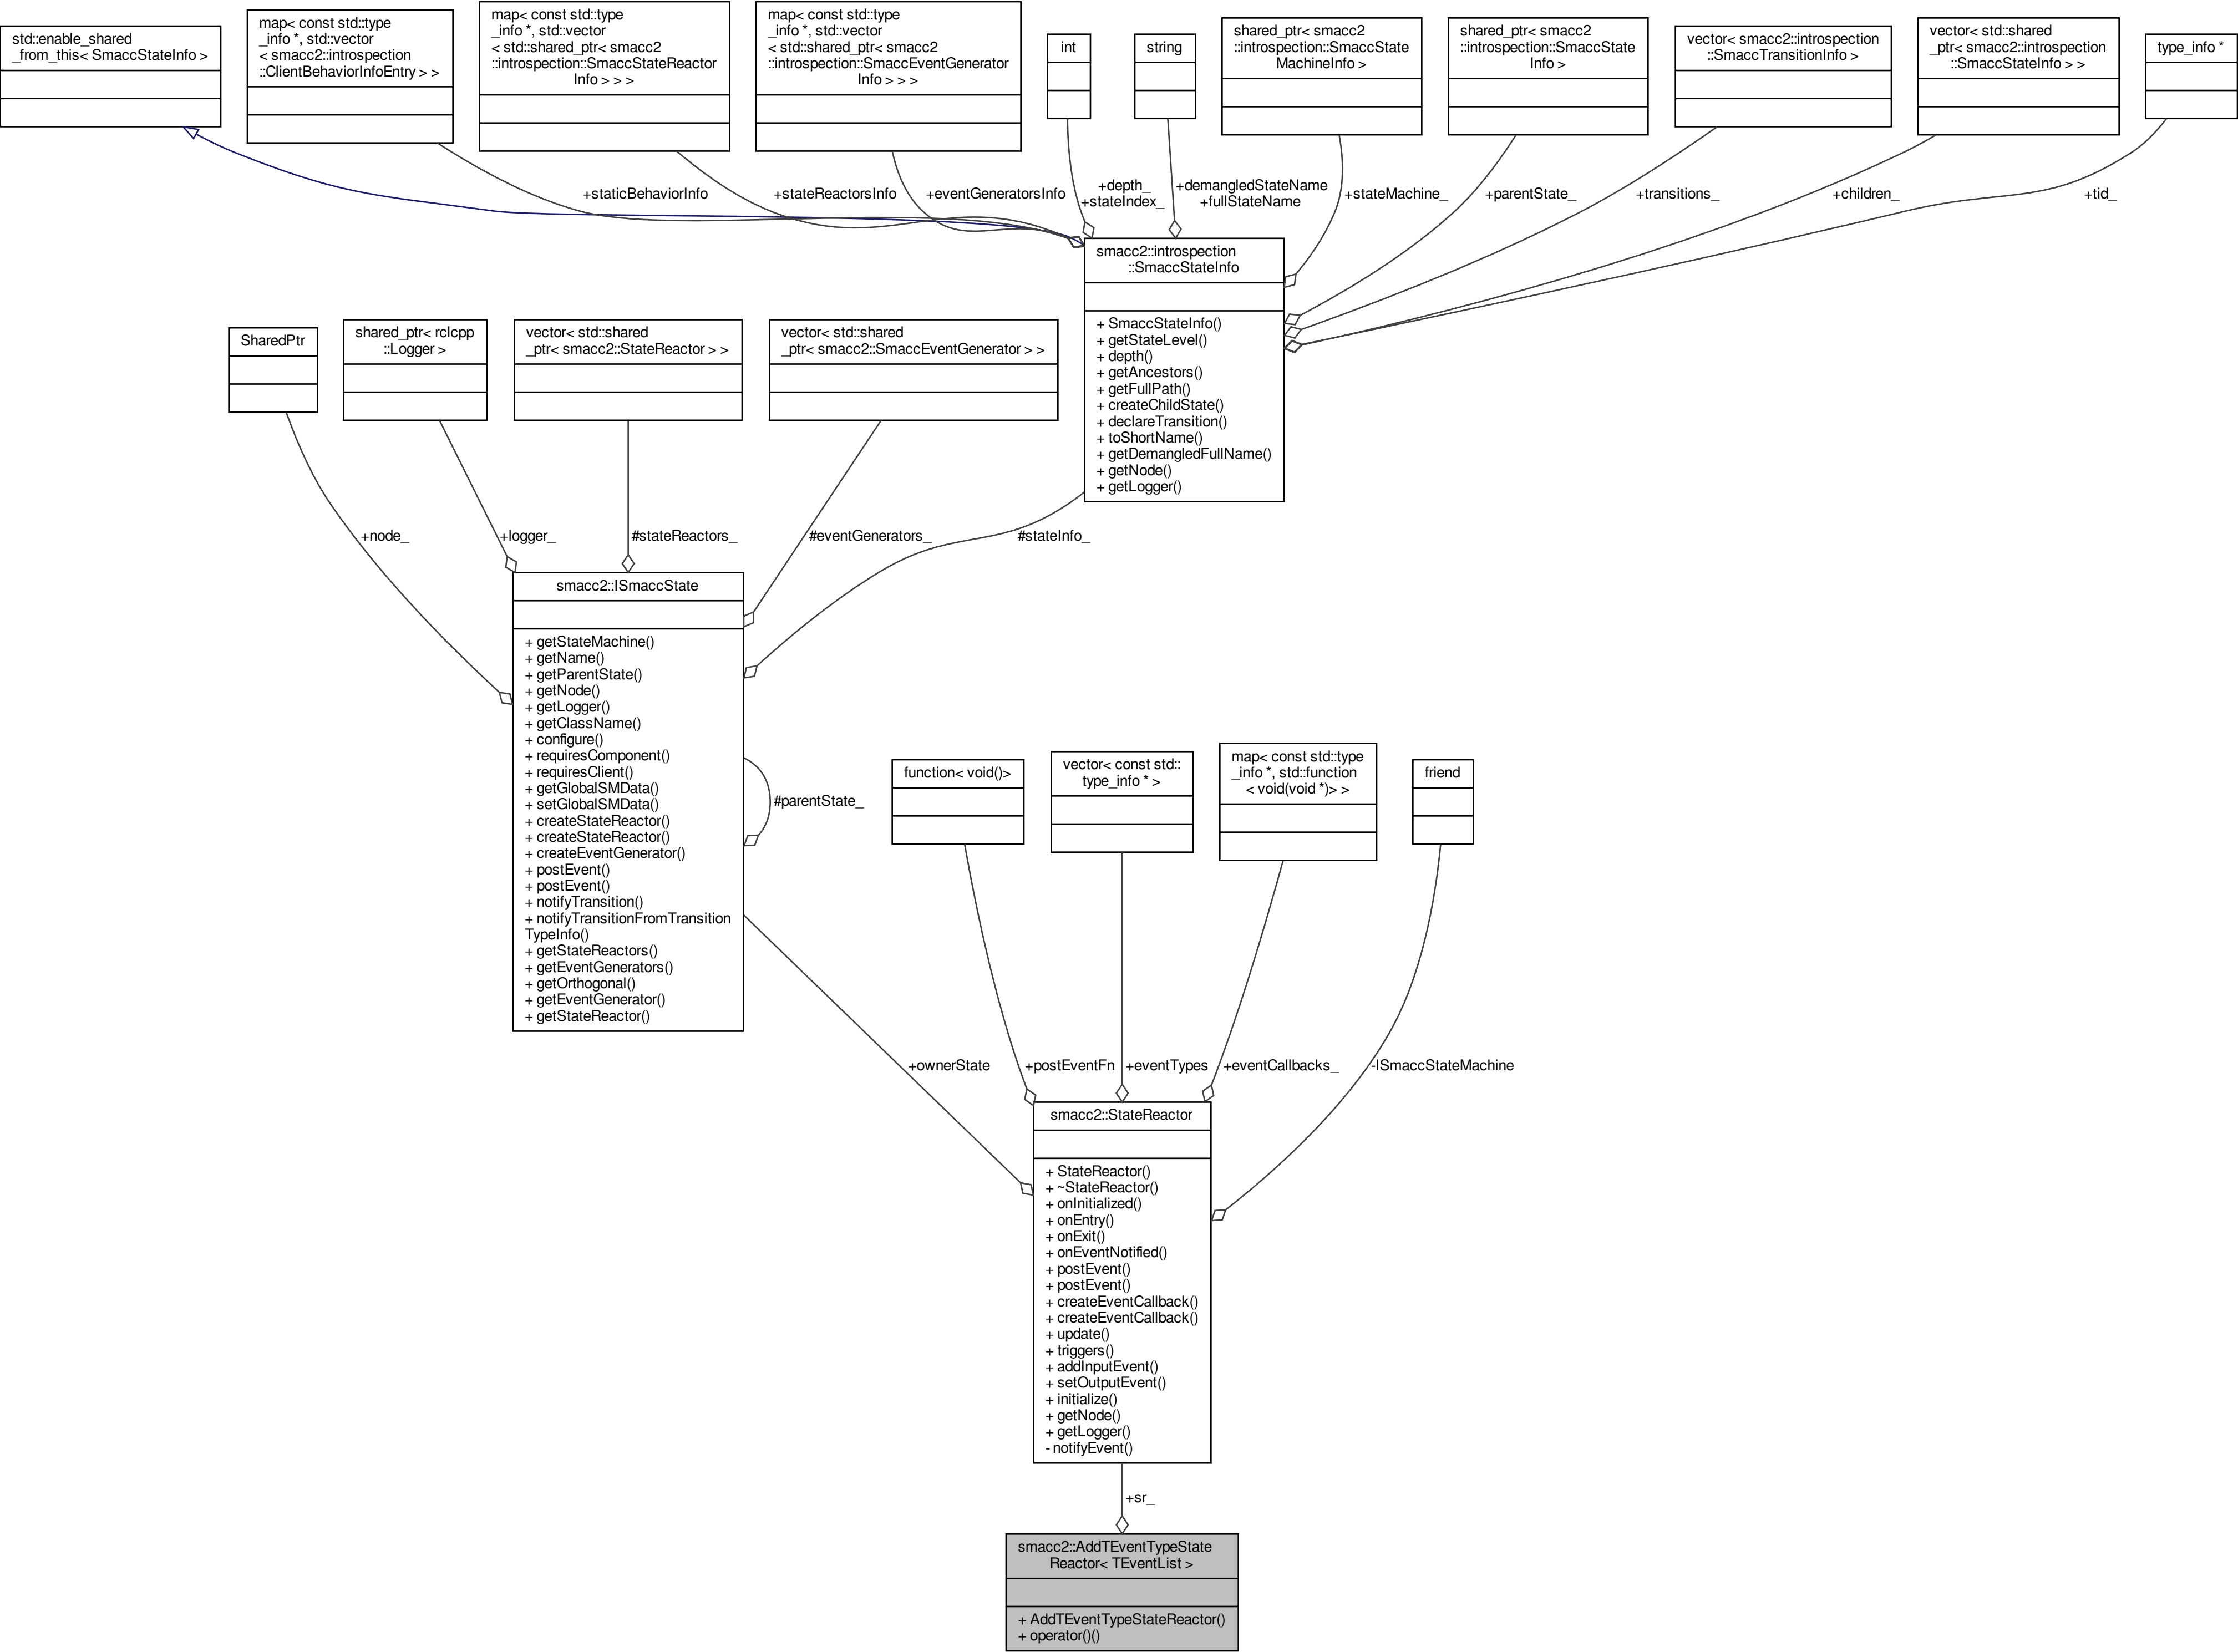 std::enable_shared
_from_this< SmaccStateInfo >
map< const std::type
_info *, std::vector
< smacc2::introspection
::ClientBehaviorInfoEntry > >
map< const std::type
_info *, std::vector
< std::shared_ptr< smacc2
::introspection::SmaccStateReactor
Info > > >
map< const std::type
_info *, std::vector
< std::shared_ptr< smacc2
::introspection::SmaccEventGenerator
Info > > >
int
string
shared_ptr< smacc2
::introspection::SmaccState
MachineInfo >
shared_ptr< smacc2
::introspection::SmaccState
Info >
vector< smacc2::introspection
::SmaccTransitionInfo >
vector< std::shared
_ptr< smacc2::introspection
::SmaccStateInfo > >
type_info *
+staticBehaviorInfo
+stateReactorsInfo
+eventGeneratorsInfo
+depth_
+stateIndex_
+demangledStateName
+fullStateName
+stateMachine_
+parentState_
+transitions_
+children_
+tid_
smacc2::introspection
::SmaccStateInfo
+ SmaccStateInfo()
+ getStateLevel()
+ depth()
+ getAncestors()
+ getFullPath()
+ createChildState()
+ declareTransition()
+ toShortName()
+ getDemangledFullName()
+ getNode()
+ getLogger()
SharedPtr
shared_ptr< rclcpp
::Logger >
vector< std::shared
_ptr< smacc2::StateReactor > >
vector< std::shared
_ptr< smacc2::SmaccEventGenerator > >
+node_
+logger_
#stateReactors_
#eventGenerators_
#stateInfo_
smacc2::ISmaccState
+ getStateMachine()
+ getName()
+ getParentState()
+ getNode()
+ getLogger()
+ getClassName()
+ configure()
+ requiresComponent()
+ requiresClient()
+ getGlobalSMData()
+ setGlobalSMData()
+ createStateReactor()
+ createStateReactor()
+ createEventGenerator()
+ postEvent()
+ postEvent()
+ notifyTransition()
+ notifyTransitionFromTransition
TypeInfo()
+ getStateReactors()
+ getEventGenerators()
+ getOrthogonal()
+ getEventGenerator()
+ getStateReactor()
#parentState_
function< void()>
vector< const std::
type_info * >
map< const std::type
_info *, std::function
< void(void *)> >
friend
+ownerState
+postEventFn
+eventTypes
+eventCallbacks_
-ISmaccStateMachine
smacc2::StateReactor
+ StateReactor()
+ ~StateReactor()
+ onInitialized()
+ onEntry()
+ onExit()
+ onEventNotified()
+ postEvent()
+ postEvent()
+ createEventCallback()
+ createEventCallback()
+ update()
+ triggers()
+ addInputEvent()
+ setOutputEvent()
+ initialize()
+ getNode()
+ getLogger()
- notifyEvent()
+sr_
smacc2::AddTEventTypeState
Reactor< TEventList >
+ AddTEventTypeStateReactor()
+ operator()()